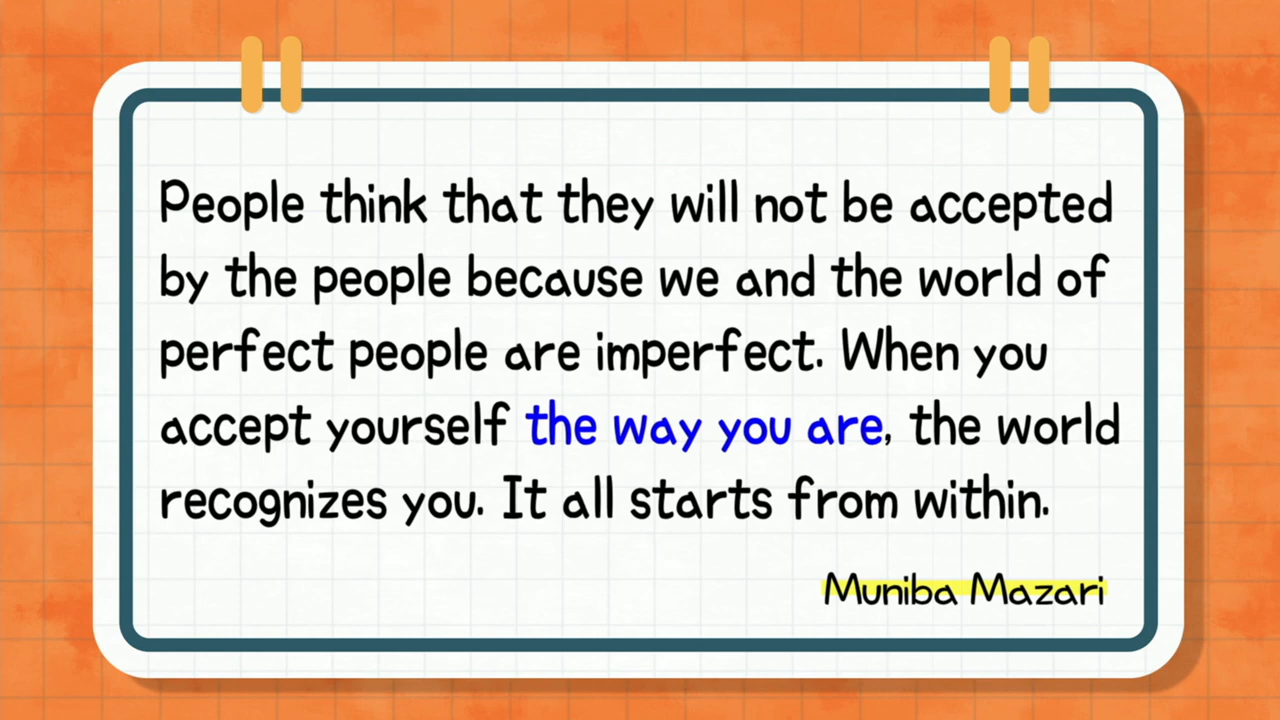 People think that they will not be accepted
by the people because we and the world of
perfect people are imperfect. When you
accept yourself the way you are, the world
recognizes you. It all starts from within.
Muniba Mazari